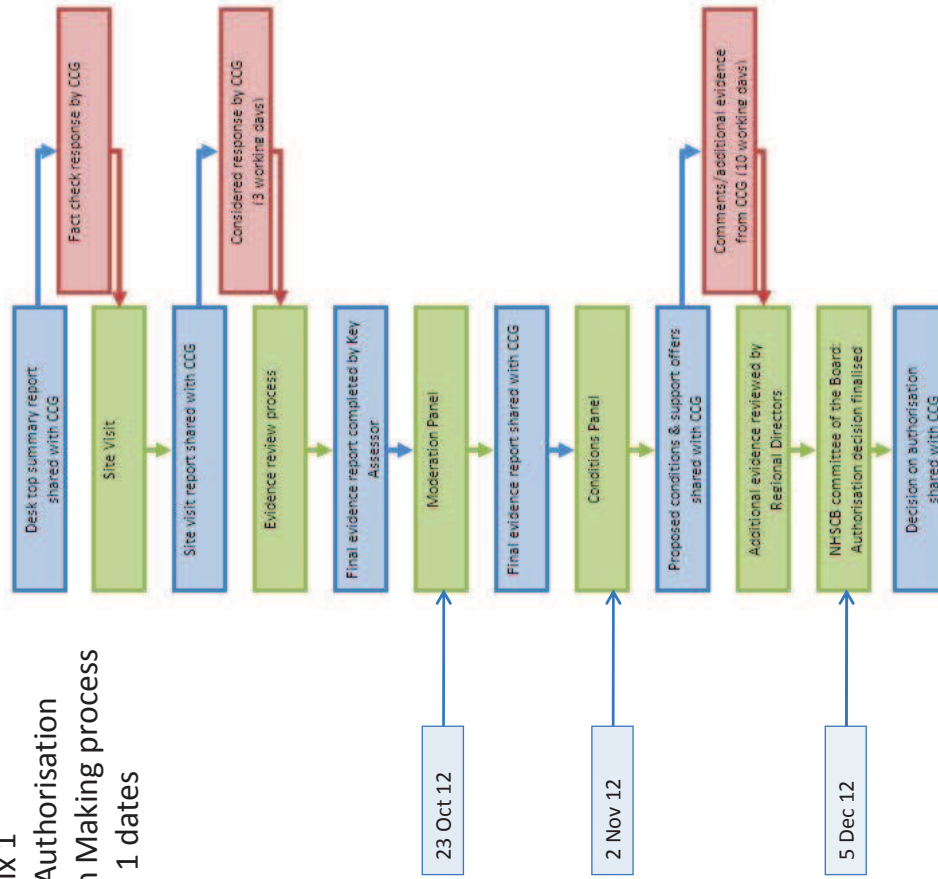 ix 1
Authorisation
n Making process
1 dates
Desk top summary report
shared with CCG
Fact check response by CCG
Site Visit
Site visit report shared with CCG
Considered response by CCG
(3 working days)
Evidence review process
Final evidence report completed by Key
Assessor
23 Oct 12
Moderation Panel
Final evidence report shared with CCG
2 Nov 12
Conditions Panel
Proposed conditions & support offers
shared with CCG
Comments/additional evidence
from CCG (10 working days)
Additional evidence reviewed by
Regional Directors
5 Dec 12
NHSCB committee of the Board:
Authorisation decision finalised
Decision on authorisation
shared with CCG